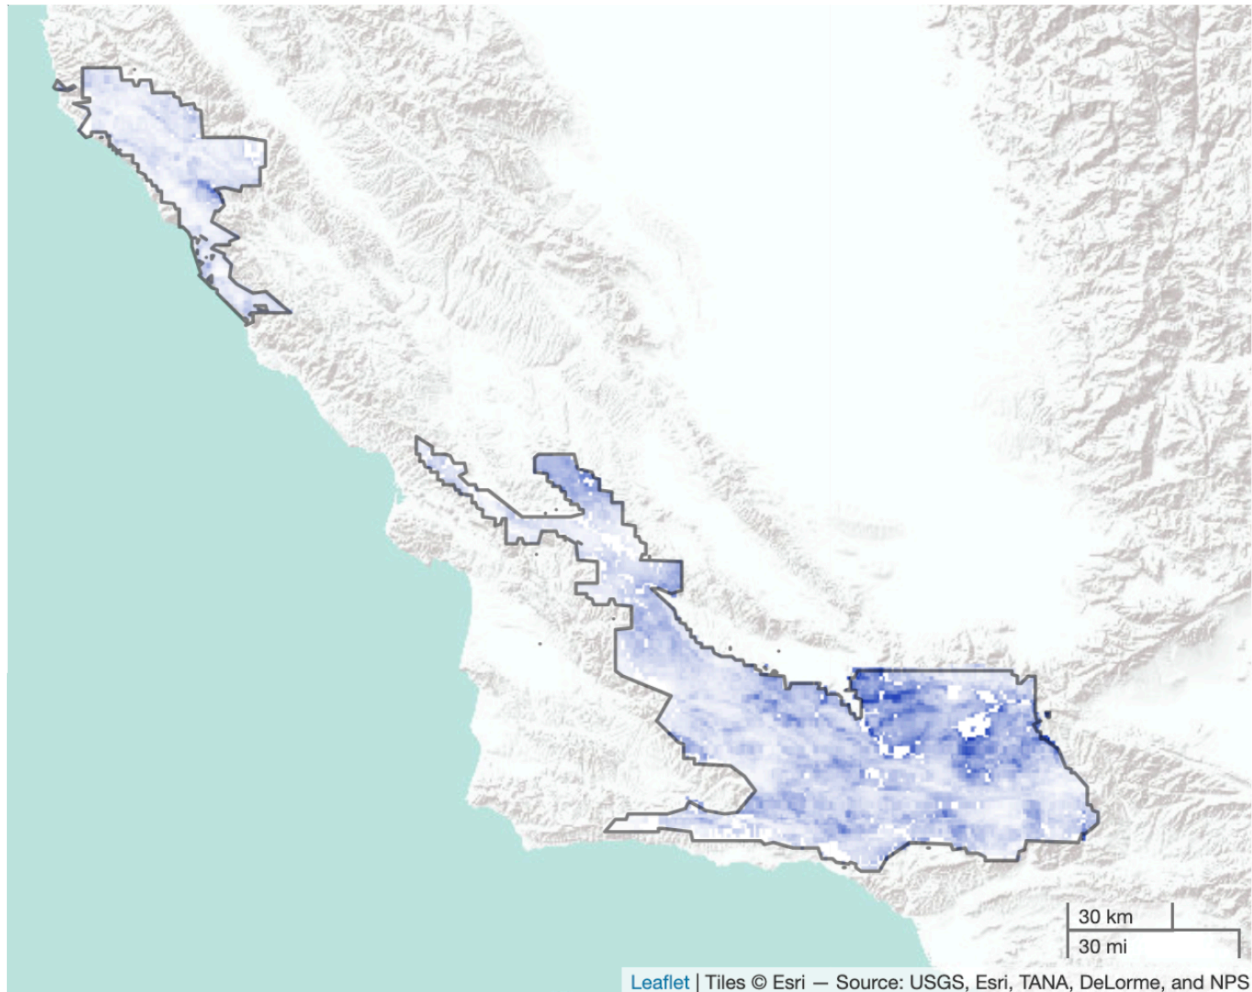 30 km
30 mi
Leaflet | Tiles © Esri — Source: USGS, Esri, TANA, DeLorme, and NPS